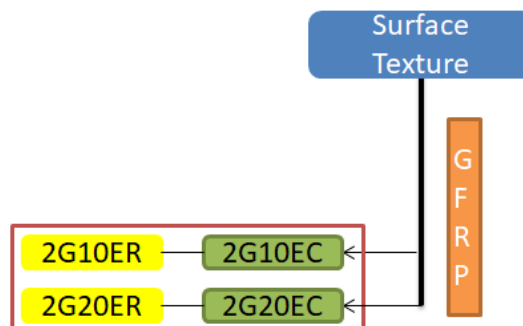 Surface
Texture
G
F
R
P
2G10ER 2G10EC
2G20ER 2G20EC